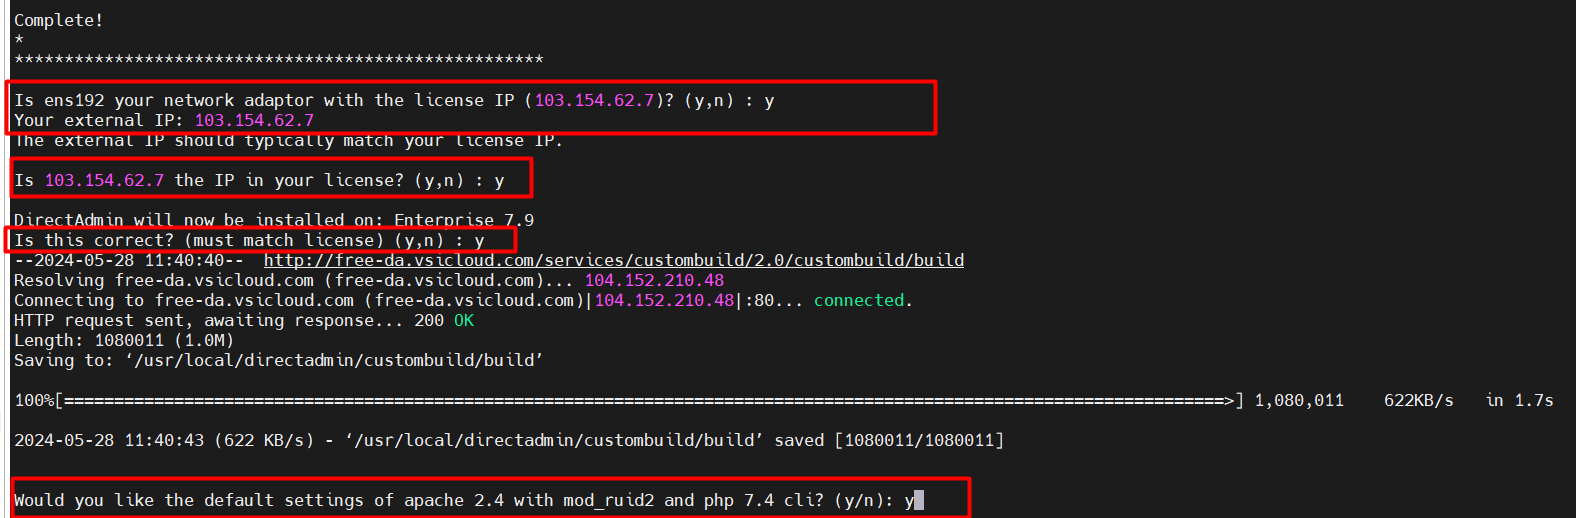 Complete!
*
*****************************************************
Is ens192 your network adaptor with the license IP (103.154.62.7)? (y,n) : y
Your external IP: 103.154.62.7
The external IP should typically match your license IP.
Is 103.154.62.7 the IP in your license? (y,n) : y
DirectAdmin will now be installed on: Enterprise 7.9
Is this correct? (must match license) (y,n) : y
--2024-05-28 11:40:40--  http://free-da.vsicloud.com/services/custombuild/2.0/custombuild/build
Resolving free-da.vsicloud.com (free-da.vsicloud.com)... 104.152.210.48
Connecting to free-da.vsicloud.com (free-da.vsicloud.com)|104.152.210.48|:80... connected.
HTTP request sent, awaiting response... 200 OK
Length: 1080011 (1.0M)
Saving to: ‘/usr/local/directadmin/custombuild/build’
100%[====================================================================================================================>] 1,080,011    622KB/s   in 1.7s
2024-05-28 11:40:43 (622 KB/s) - ‘/usr/local/directadmin/custombuild/build’ saved [1080011/1080011]
Would you like the default settings of apache 2.4 with mod_ruid2 and php 7.4 cli? (y/n): y